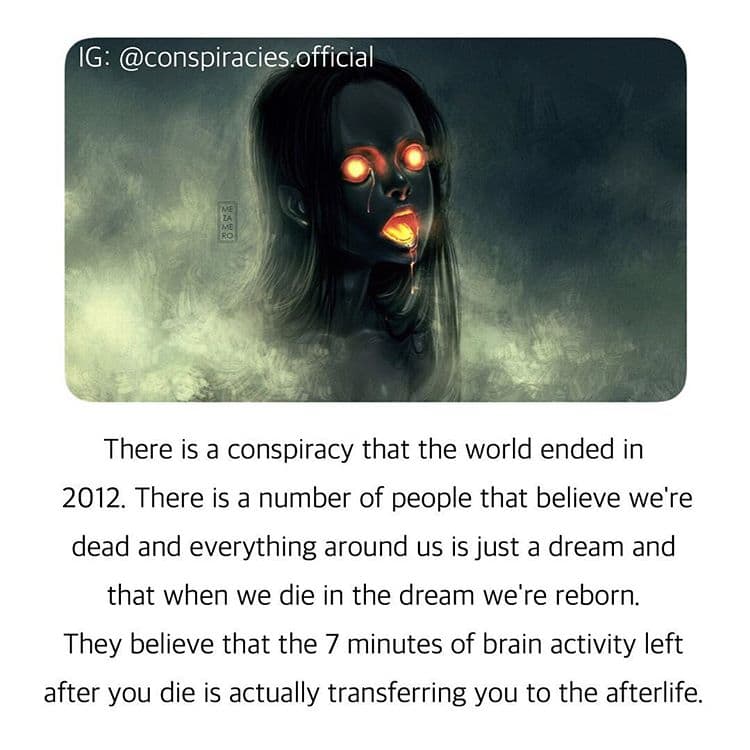 IG: @conspiracies.official
ME
ZA
ME
RO
There is a conspiracy that the world ended in
2012. There is a number of people that believe we're
dead and everything around us is just a dream and
that when we die in the dream we're reborn.
They believe that the 7 minutes of brain activity left
after you die is actually transferring you to the afterlife.